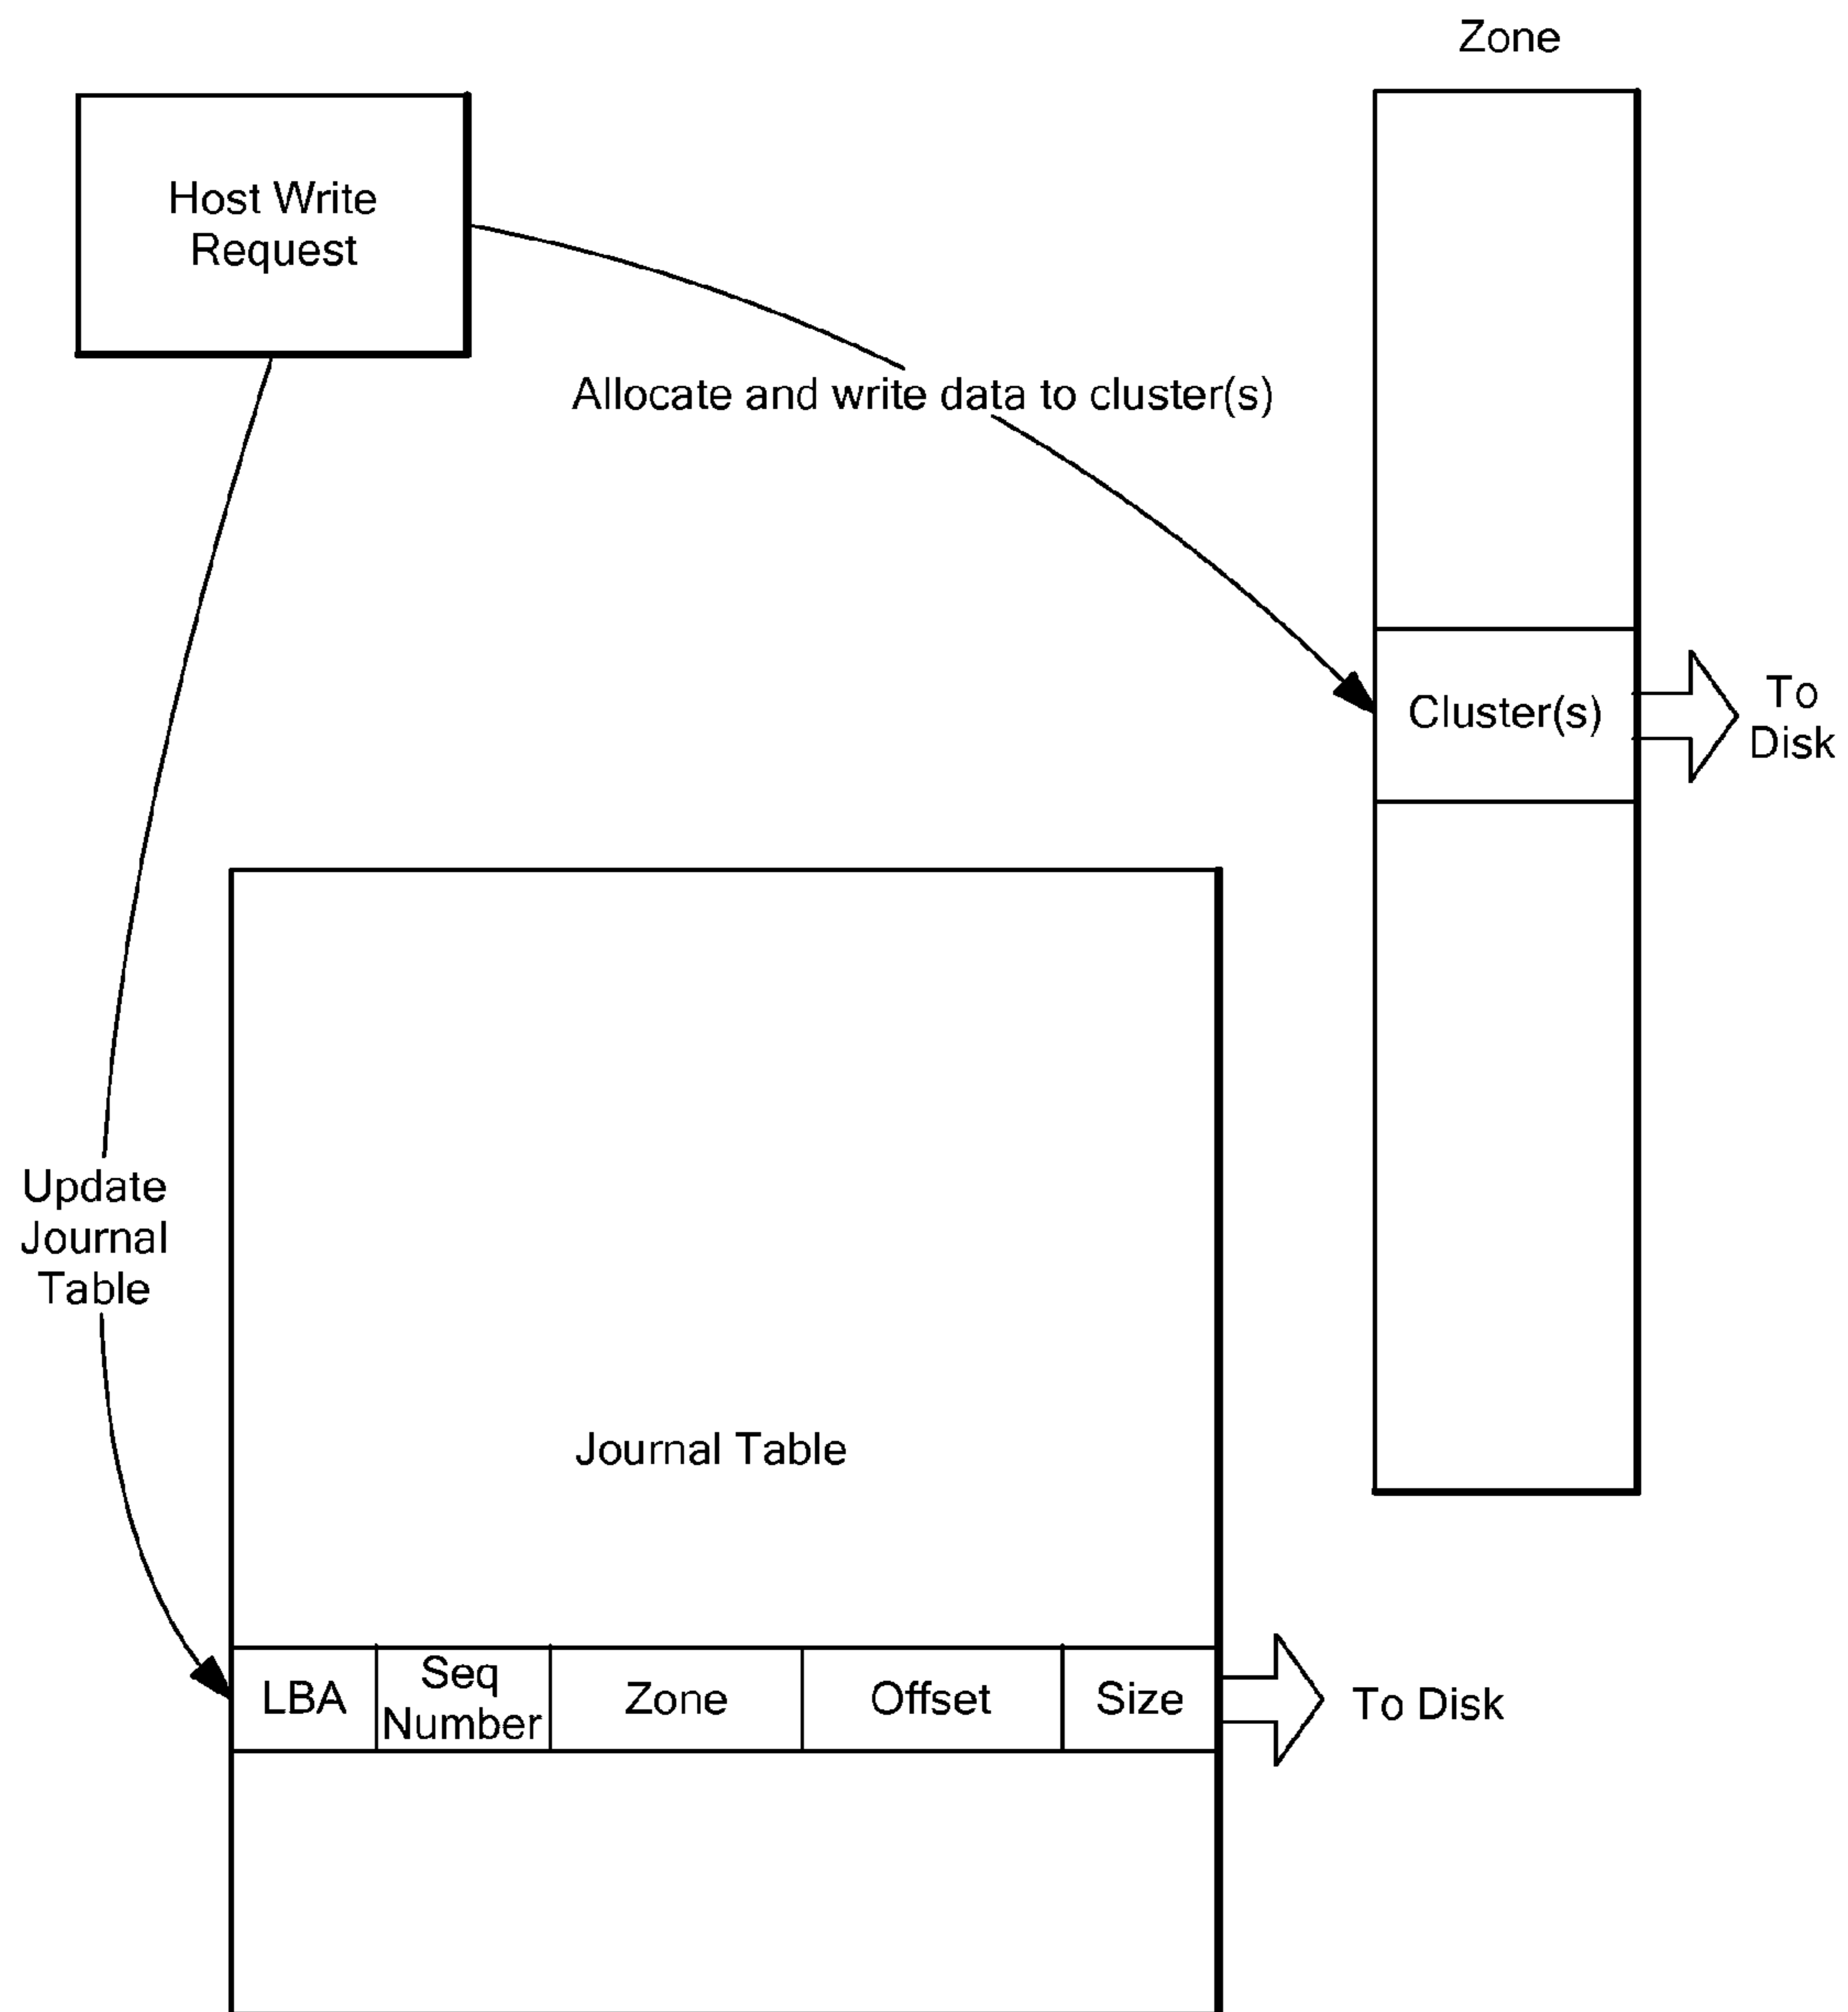 Zone
Host Write
Request
Allocate and write data to cluster(s)
Cluster(s)
To
Disk
Update
Journal
Table
Journal Table
LBA
Seq
Number
Zone
Offset
Size
To Disk